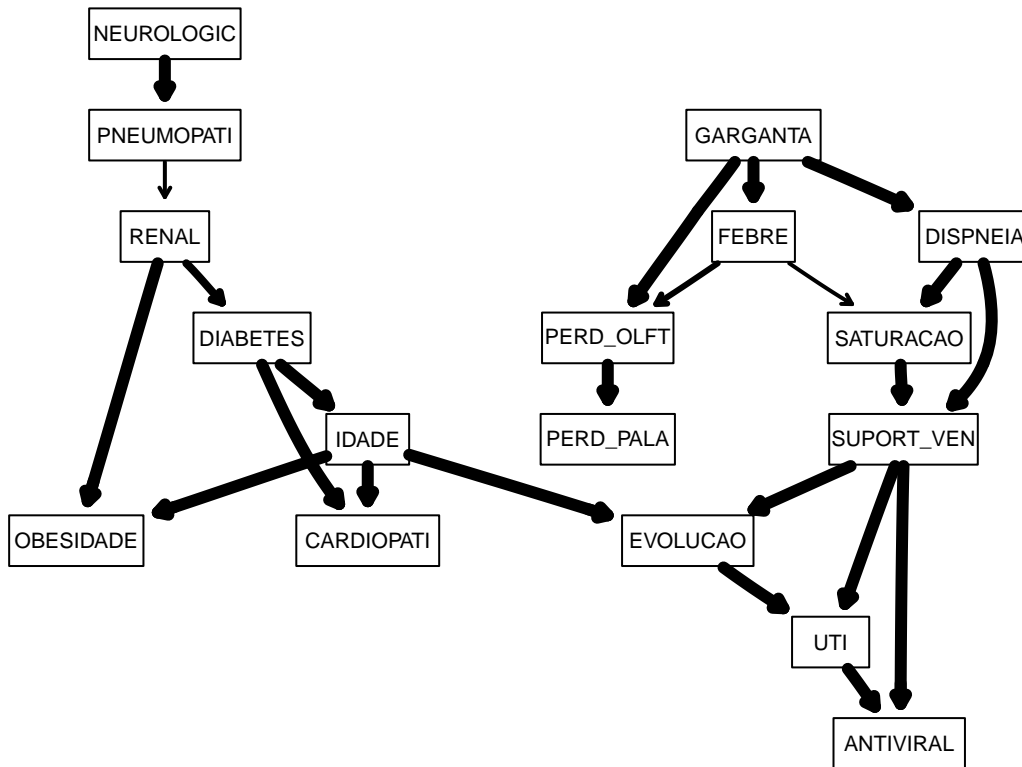 NEUROLOGIC
PNEUMOPATI
GARGANTA
RENAL
FEBRE
DISPNEIA
DIABETES
PERD_OLFT
SATURACAO
IDADE
PERD_PALA
SUPORT_VEN
OBESIDADE
CARDIOPATI
EVOLUCAO
UTI
ANTIVIRAL